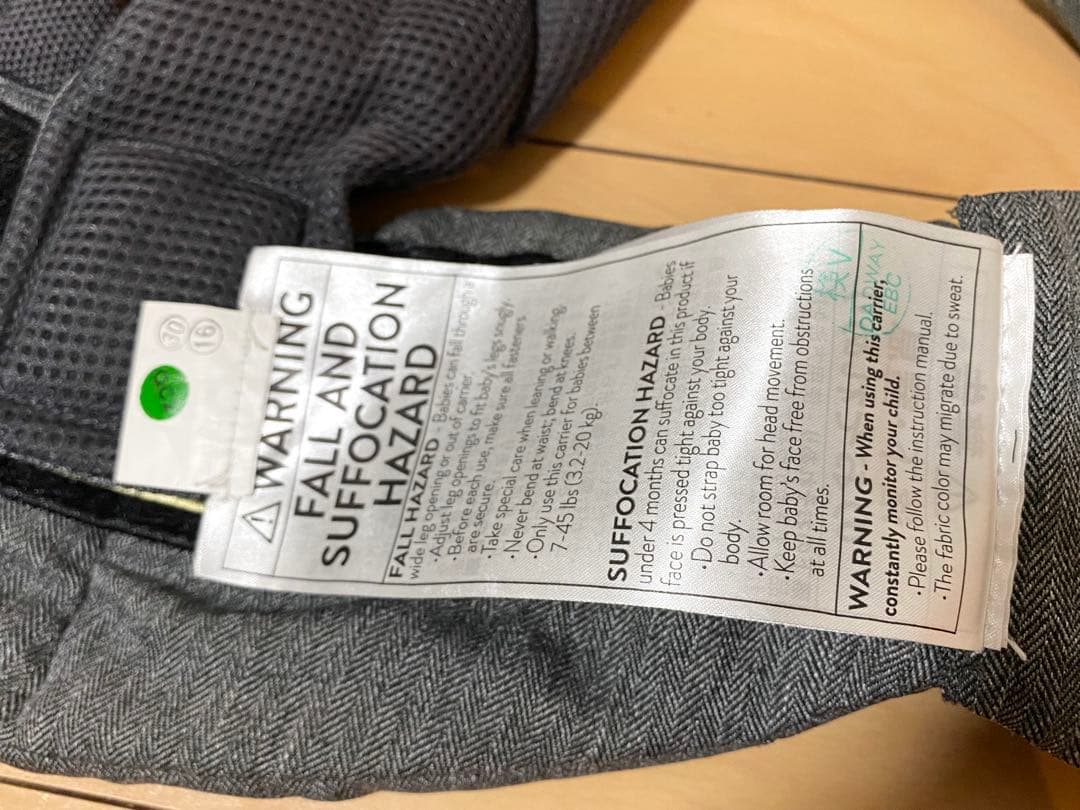 WARNING
FALL AND
SUFFOCATION
HAZARD
FALL HAZARD - Babies can fall through a
wide leg opening or out of carrier.
·Adjust leg openings to fit baby's legs snugly.
·Before each use, make sure all fasteners
are secure.
·Take special care when leaning or walking.
·Never bend at waist; bend at knees.
·Only use this carrier for babies between
7-45 lbs (3.2-20 kg).
SUFFOCATION HAZARD - Babies
under 4 months can suffocate in this product if
face is pressed tight against your body.
·Do not strap baby too tight against your
body.
·Allow room for head movement.
·Keep baby's face free from obstructions
at all times.
WARNING - When using this carrier,
constantly monitor your child.
·Please follow the instruction manual.
·The fabric color may migrate due to sweat.
検V
DADWAY
EBC
30
16